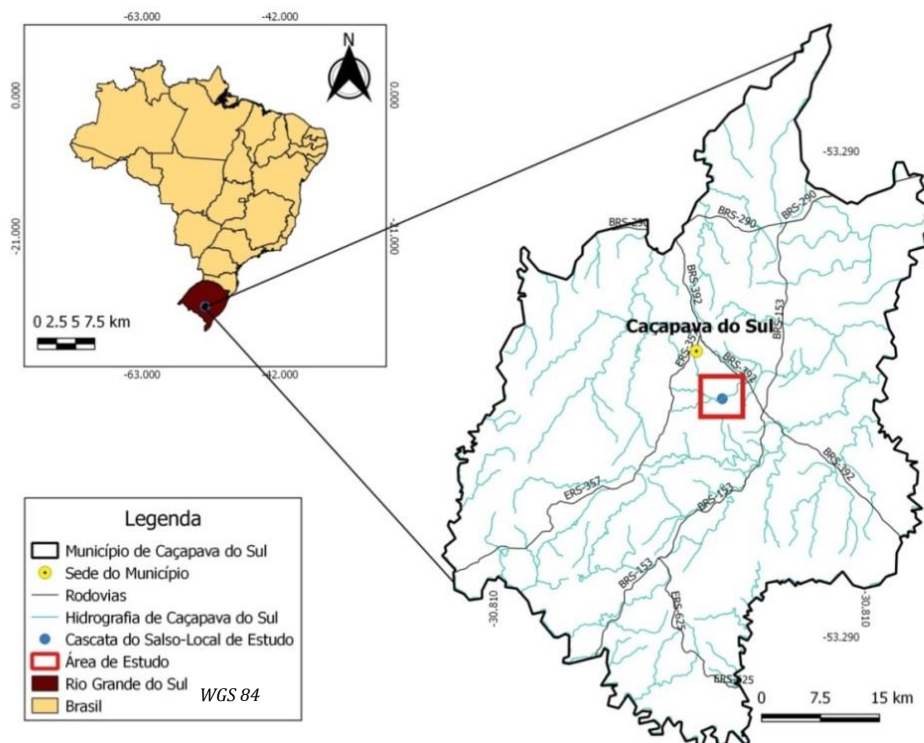 -63.000
-42.000
N
0.000
0.000
-21.000
-21.000
0 2.5 5 7.5 km
-63.000
-42.000
-53.290
BRS-290
BRS-290
BRS-392
BRS-153
Caçapava do Sul
BRS-392
ERS-357
BRS-392
BRS-153
BRS-153
ERS-625
-30.810
-30.810
-53.290
0 7.5 15 km
Legenda
Município de Caçapava do Sul
Sede do Município
Rodovias
Hidrografia de Caçapava do Sul
Cascata do Salso-Local de Estudo
Área de Estudo
Rio Grande do Sul
WGS 84
Brasil